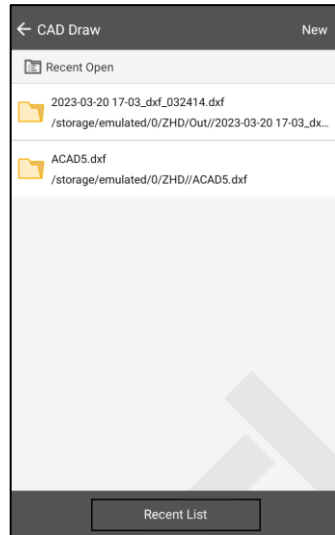 CAD Draw
New
Recent Open
2023-03-20 17-03_dxf_032414.dxf
/storage/emulated/0/ZHD/Out//2023-03-20 17-03_dx...
ACAD5.dxf
/storage/emulated/0/ZHD//ACAD5.dxf
Recent List